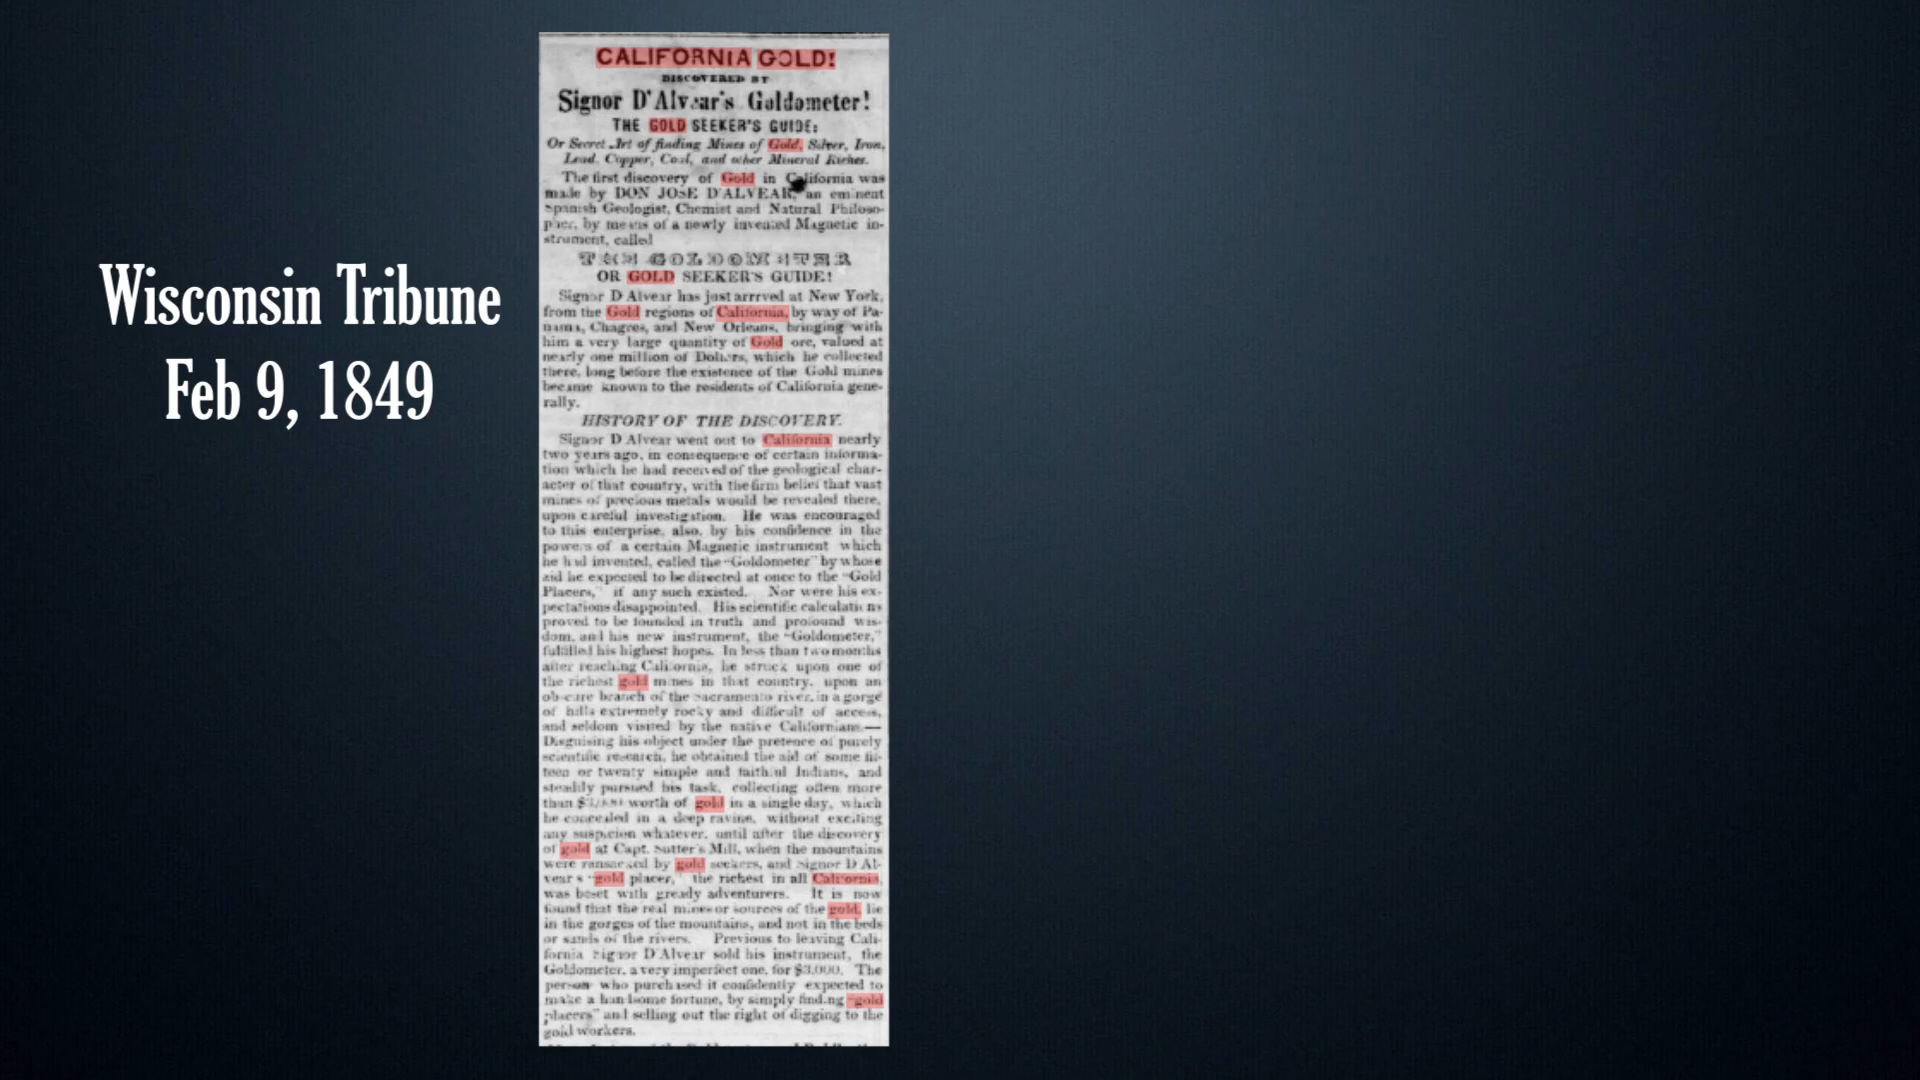 Wisconsin Tribune
Feb 9, 1849
CALIFORNIA GOLD!
DISCOVERED BY
Signor D'Alvear's Goldometer!
THE GOLD SEEKER'S GUIDE:
Or Secret Art of finding Mines of Gold, Silver, Iron,
Lead, Copper, Coal, and other Mineral Riches.
The first discovery of Gold in California was
made by DON JOSE D'ALVEAR, an eminent
Spanish Geologist, Chemist and Natural Philoso-
pher, by means of a newly invented Magnetic in-
strument, called
THE GOLDOMETER
OR GOLD SEEKER'S GUIDE!
Signor D Alvear has just arrrved at New York,
from the Gold regions of California, by way of Pa-
nama, Chagres, and New Orleans, bringing with
him a very large quantity of Gold ore, valued at
nearly one million of Dollars, which he collected
there, long before the existence of the Gold mines
became known to the residents of California gene-
rally.
HISTORY OF THE DISCOVERY.
Signor D Alvear went out to California nearly
two years ago, in consequence of certain informa-
tion which he had received of the geological char-
acter of that country, with the firm belief that vast
mines of precious metals would be revealed there,
upon careful investigation. He was encouraged
to this enterprise, also, by his confidence in the
powers of a certain Magnetic instrument which
he had invented, called the "Goldometer" by whose
aid he expected to be directed at once to the "Gold
Placers," if any such existed. Nor were his ex-
pectations disappointed. His scientific calculations
proved to be founded in truth and profound wis-
dom, and his new instrument, the "Goldometer,"
fulfilled his highest hopes. In less than two months
after reaching California, he struck upon one of
the richest gold mines in that country, upon an
obscure branch of the Sacramento river, in a gorge
of hills extremely rocky and difficult of access,
and seldom visited by the native Californians.—
Disguising his object under the pretence of purely
scientific research, he obtained the aid of some fif-
teen or twenty simple and faithful Indians, and
steadily pursued his task, collecting often more
than worth of gold in a single day, which
he concealed in a deep ravine, without exciting
any suspicion whatever, until after the discovery
of gold at Capt. Sutter's Mill, when the mountains
were ransacked by gold seekers, and Signor D Al-
vear s "gold placer," the richest in all California,
was beset with greedy adventurers. It is now
found that the real mines or sources of the gold, lie
in the gorges of the mountains, and not in the beds
or sands of the rivers. Previous to leaving Cali-
fornia Signor D'Alvear sold his instrument, the
Goldometer, a very imperfect one, for $3,000. The
person who purchased it confidently expected to
make a handsome fortune, by simply finding "gold
placers" and selling out the right of digging to the
gold workers.